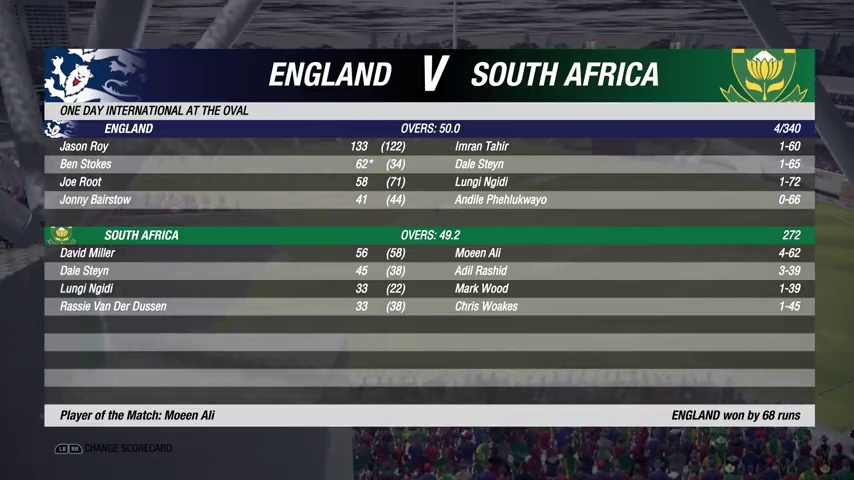 ENGLAND V SOUTH AFRICA
ONE DAY INTERNATIONAL AT THE OVAL
ENGLAND OVERS: 50.0 4/340
Jason Roy 133 (122) Imran Tahir 1-60
Ben Stokes 62* (34) Dale Steyn 1-65
Joe Root 58 (71) Lungi Ngidi 1-72
Jonny Bairstow 41 (44) Andile Phehlukwayo 0-66
SOUTH AFRICA OVERS: 49.2 272
David Miller 56 (58) Moeen Ali 4-62
Dale Steyn 45 (38) Adil Rashid 3-39
Lungi Ngidi 33 (22) Mark Wood 1-39
Rassie Van Der Dussen 33 (38) Chris Woakes 1-45
Player of the Match: Moeen Ali ENGLAND won by 68 runs
LB RB CHANGE SCORECARD